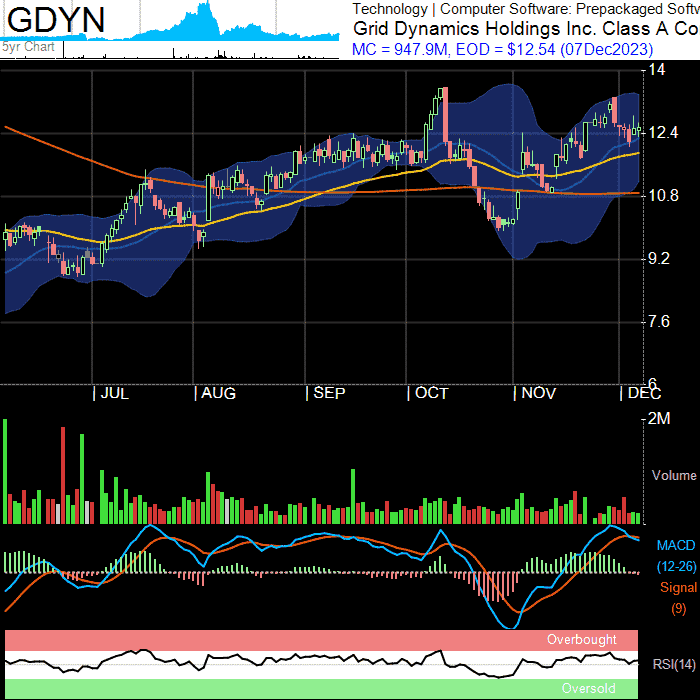 GDYN
5yr Chart
Technology | Computer Software: Prepackaged Softw
Grid Dynamics Holdings Inc. Class A Co
MC = 947.9M, EOD = $12.54 (07Dec2023)
14
12.4
10.8
9.2
7.6
6
JUL AUG SEP OCT NOV DEC
2M
Volume
MACD
(12-26)
Signal
(9)
Overbought
RSI(14)
Oversold